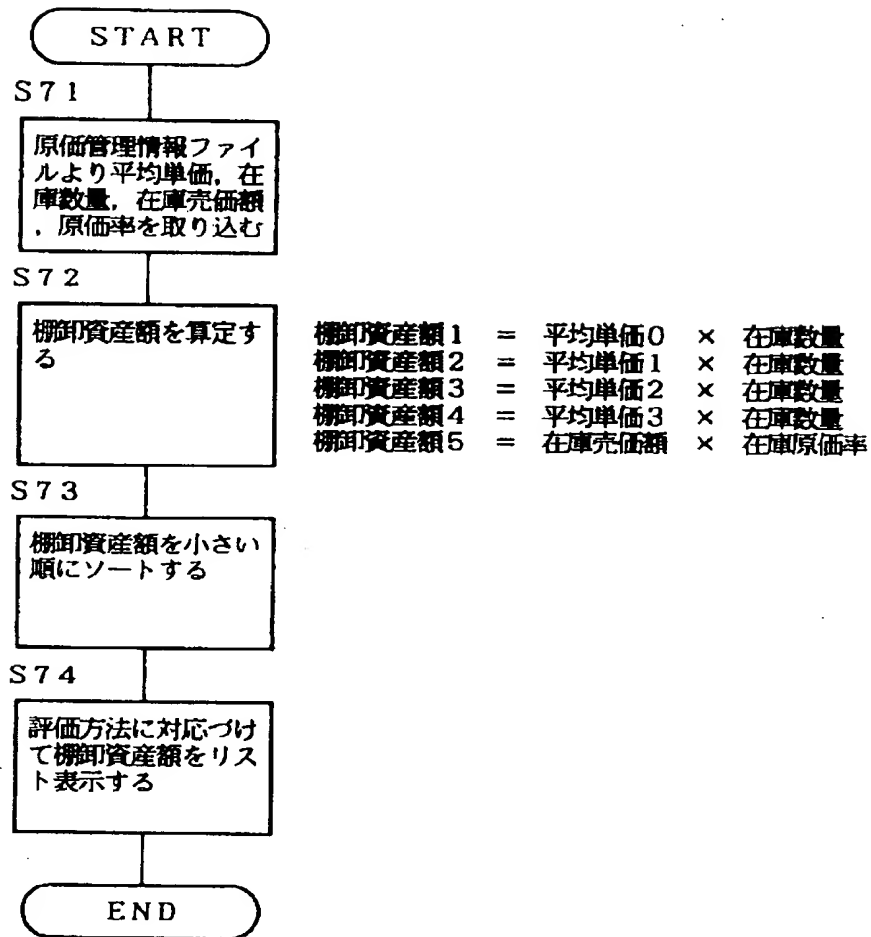 START
S71
原価管理情報ファイ
ルより平均単価，在
庫数量，在庫売価額
，原価率を取り込む
S72
棚卸資産額を算定す
る
棚卸資産額1 = 平均単価0 × 在庫数量
棚卸資産額2 = 平均単価1 × 在庫数量
棚卸資産額3 = 平均単価2 × 在庫数量
棚卸資産額4 = 平均単価3 × 在庫数量
棚卸資産額5 = 在庫売価額 × 在庫原価率
S73
棚卸資産額を小さい
順にソートする
S74
評価方法に対応づけ
て棚卸資産額をリス
ト表示する
END